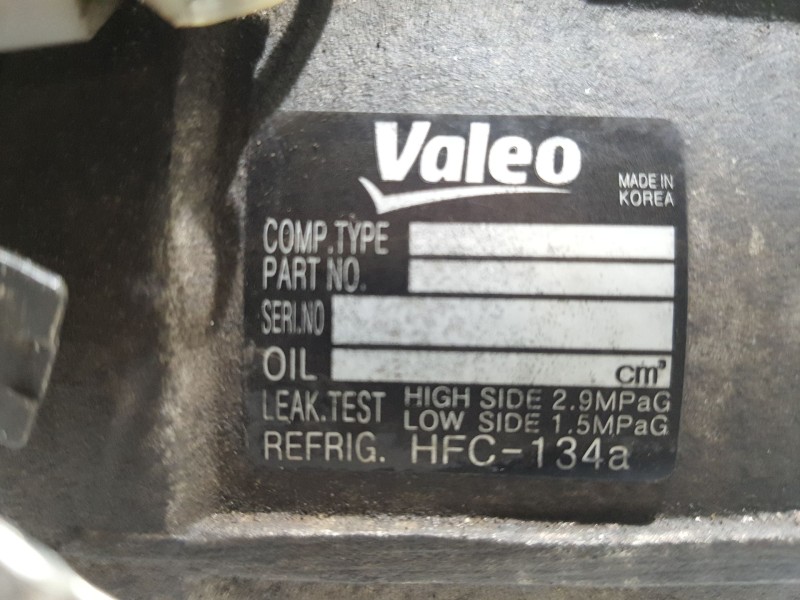 Valeo
MADE IN
KOREA
COMP.TYPE
PART NO.
SERI.NO
OIL cm³
LEAK.TEST HIGH SIDE 2.9MPaG
LOW SIDE 1.5MPaG
REFRIG. HFC-134a